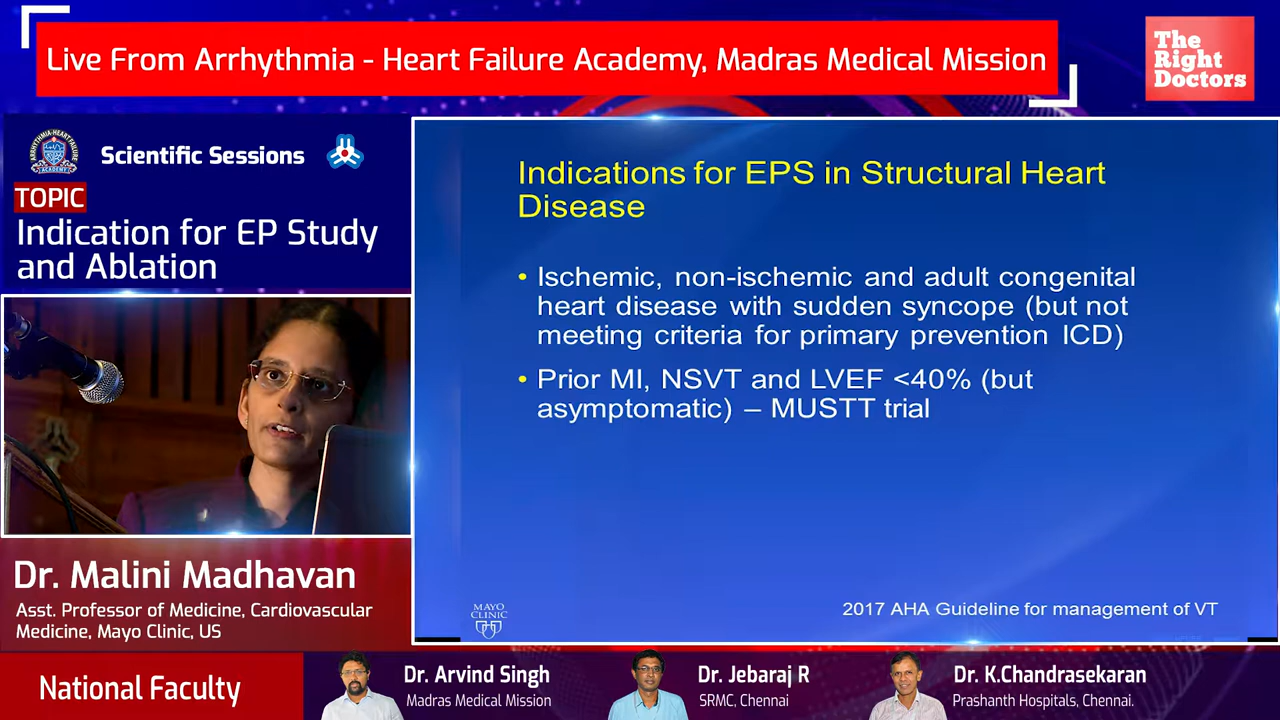 Live From Arrhythmia - Heart Failure Academy, Madras Medical Mission
The
Right
Doctors
ARRHYTHMIA-HEART FAILURE
ACADEMY
Scientific Sessions
TOPIC
Indication for EP Study
and Ablation
Indications for EPS in Structural Heart
Disease
• Ischemic, non-ischemic and adult congenital
heart disease with sudden syncope (but not
meeting criteria for primary prevention ICD)
• Prior MI, NSVT and LVEF <40% (but
asymptomatic) – MUSTT trial
MAYO
CLINIC
2017 AHA Guideline for management of VT
Dr. Malini Madhavan
Asst. Professor of Medicine, Cardiovascular
Medicine, Mayo Clinic, US
National Faculty
Dr. Arvind Singh
Madras Medical Mission
Dr. Jebaraj R
SRMC, Chennai
Dr. K.Chandrasekaran
Prashanth Hospitals, Chennai.